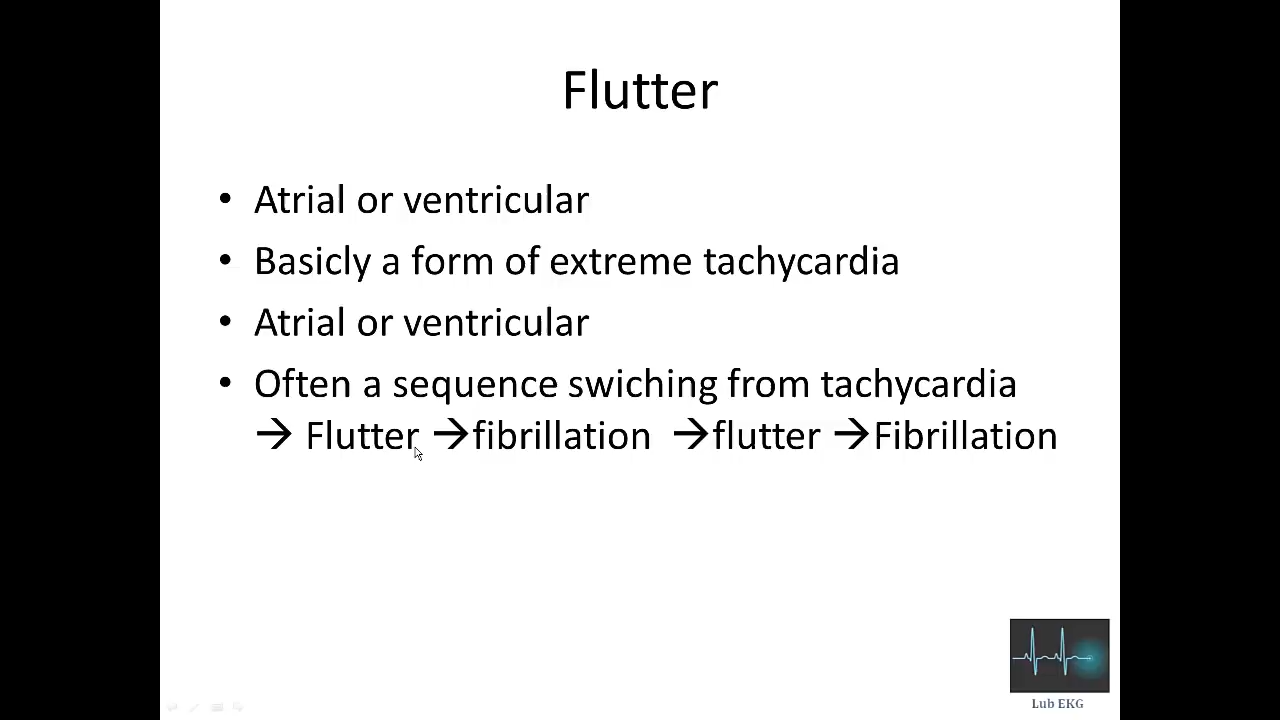 Flutter
• Atrial or ventricular
• Basicly a form of extreme tachycardia
• Atrial or ventricular
• Often a sequence swiching from tachycardia
→ Flutter →fibrillation →flutter →Fibrillation
Lub EKG